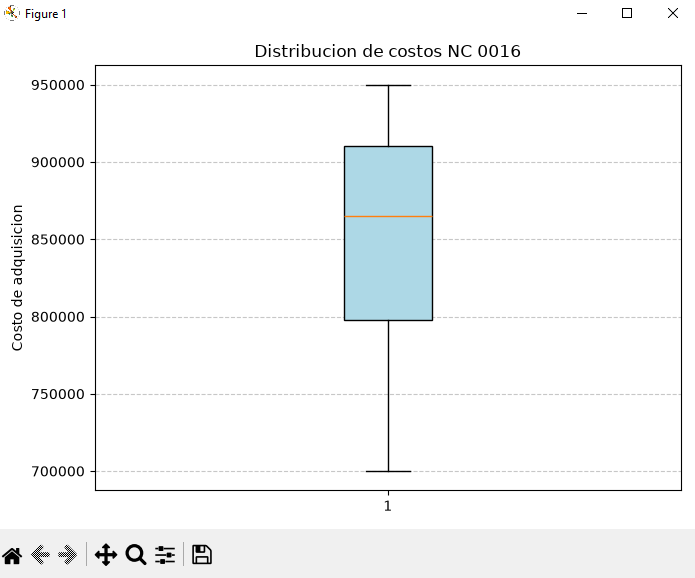 Figure 1
Distribucion de costos NC 0016
950000
900000
850000
800000
750000
700000
Costo de adquisicion
1